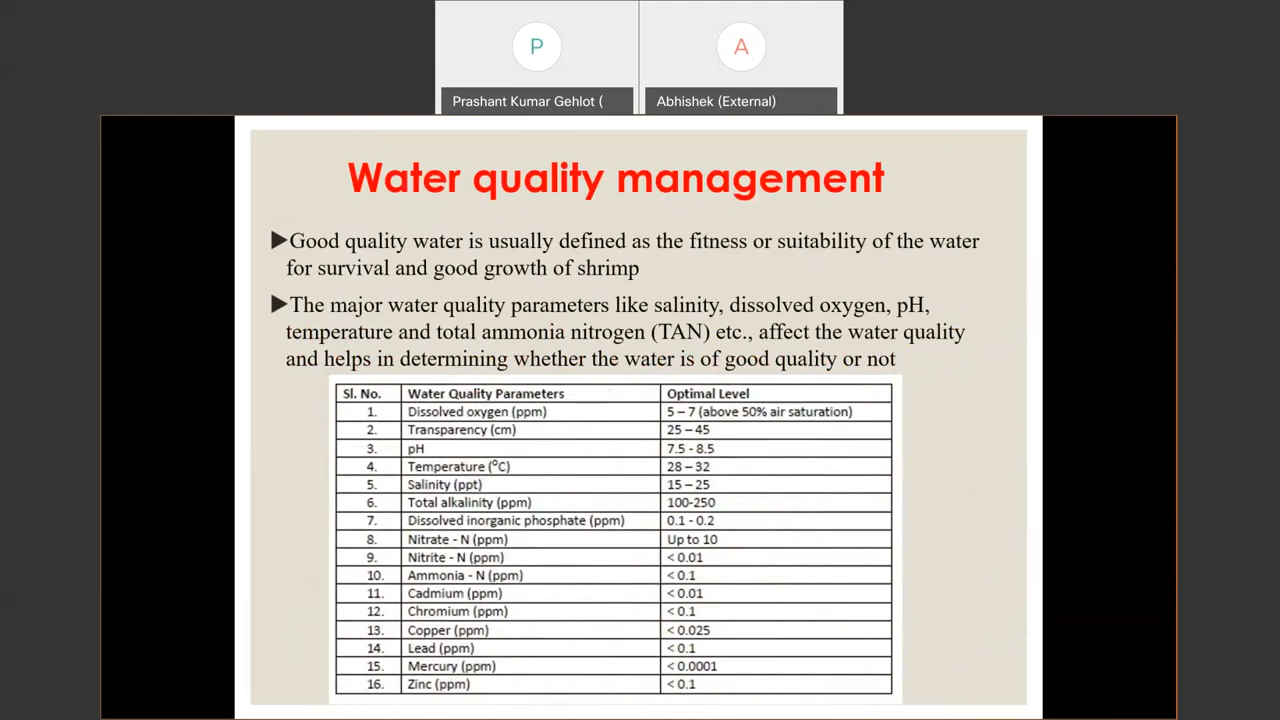 P
A
Prashant Kumar Gehlot (
Abhishek (External)
Water quality management
Good quality water is usually defined as the fitness or suitability of the water
for survival and good growth of shrimp
The major water quality parameters like salinity, dissolved oxygen, pH,
temperature and total ammonia nitrogen (TAN) etc., affect the water quality
and helps in determining whether the water is of good quality or not
Sl. No. Water Quality Parameters Optimal Level
1. Dissolved oxygen (ppm) 5 – 7 (above 50% air saturation)
2. Transparency (cm) 25 – 45
3. pH 7.5 - 8.5
4. Temperature (⁰C) 28 – 32
5. Salinity (ppt) 15 – 25
6. Total alkalinity (ppm) 100-250
7. Dissolved inorganic phosphate (ppm) 0.1 - 0.2
8. Nitrate - N (ppm) Up to 10
9. Nitrite - N (ppm) < 0.01
10. Ammonia - N (ppm) < 0.1
11. Cadmium (ppm) < 0.01
12. Chromium (ppm) < 0.1
13. Copper (ppm) < 0.025
14. Lead (ppm) < 0.1
15. Mercury (ppm) < 0.0001
16. Zinc (ppm) < 0.1